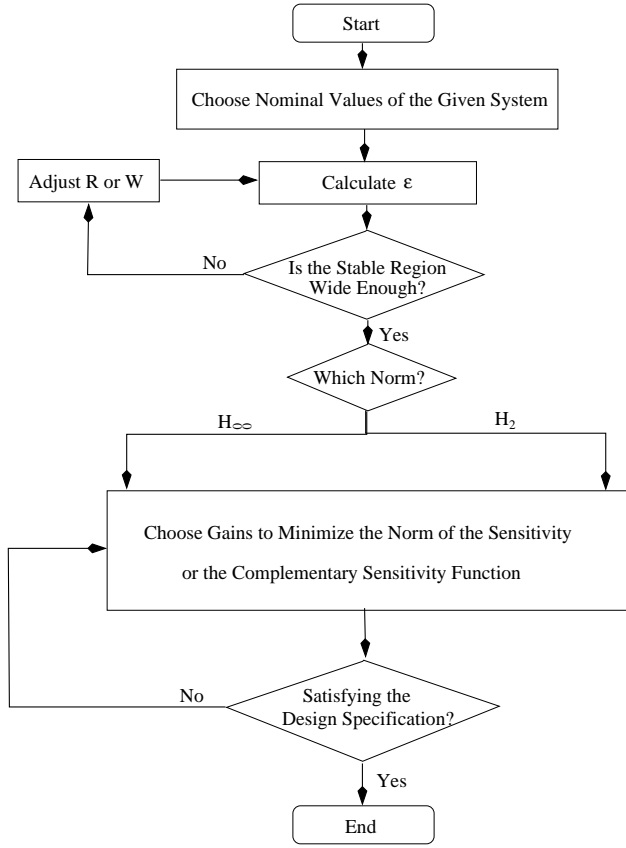 Start
Choose Nominal Values of the Given System
Adjust R or W
Calculate ε
No
Is the Stable Region
Wide Enough?
Yes
Which Norm?
H∞
H2
Choose Gains to Minimize the Norm of the Sensitivity
or the Complementary Sensitivity Function
No
Satisfying the
Design Specification?
Yes
End